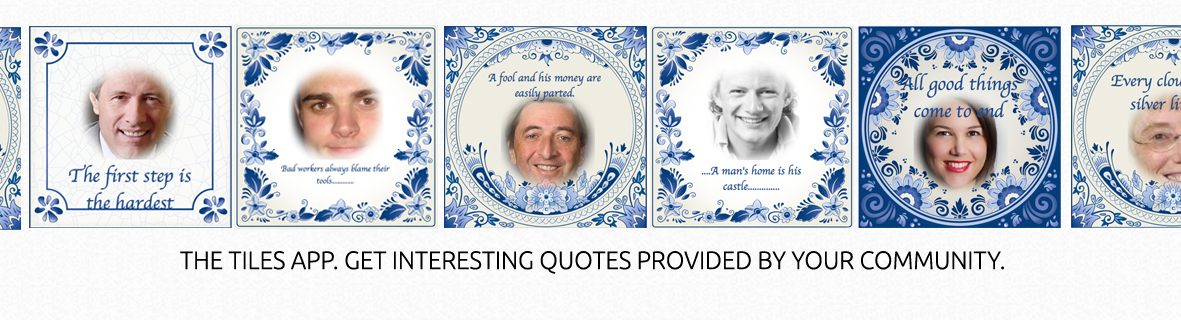 The first step is
the hardest
Bad workers always blame their
tools............
A fool and his money are
easily parted.
....A man's home is his
castle..............
All good things
come to end
Every
silver
THE TILES APP. GET INTERESTING QUOTES PROVIDED BY YOUR COMMUNITY.